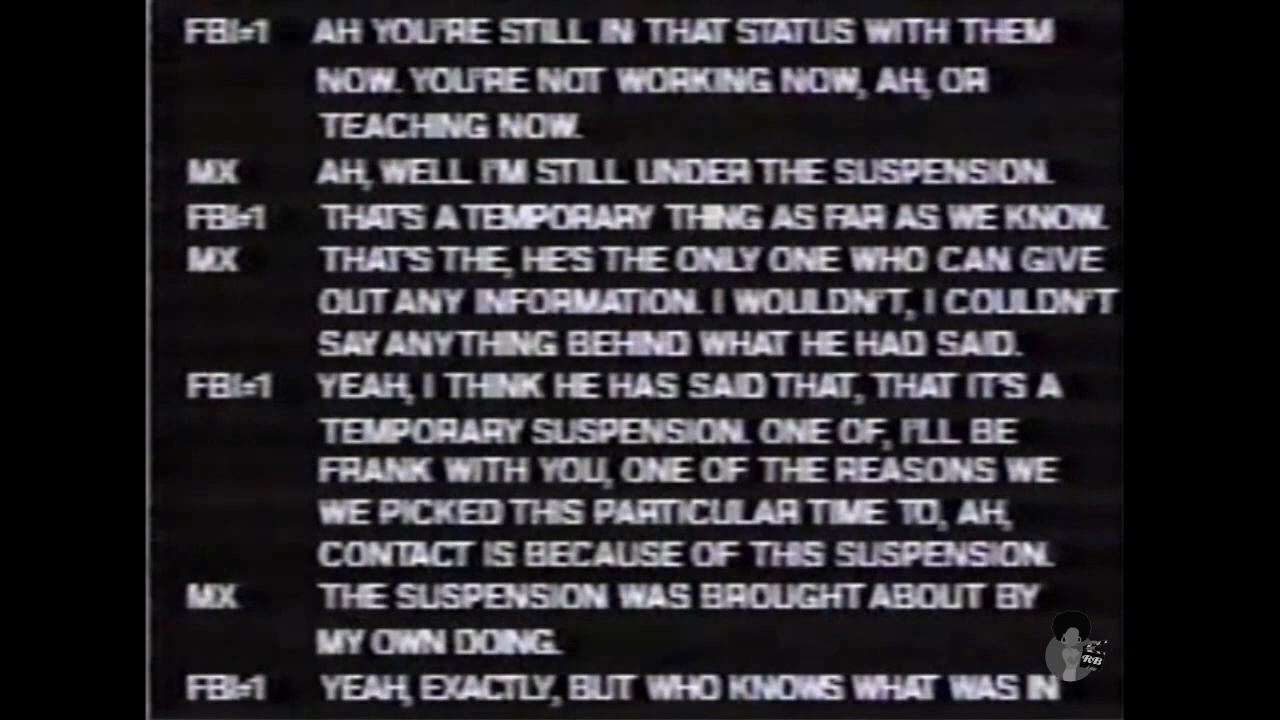 FBI#1 AH YOU'RE STILL IN THAT STATUS WITH THEM
NOW. YOU'RE NOT WORKING NOW, AH, OR
TEACHING NOW.
MX AH, WELL I'M STILL UNDER THE SUSPENSION.
FBI#1 THAT'S A TEMPORARY THING AS FAR AS WE KNOW.
MX THAT'S THE, HE'S THE ONLY ONE WHO CAN GIVE
OUT ANY INFORMATION. I WOULDN'T, I COULDN'T
SAY ANYTHING BEHIND WHAT HE HAD SAID.
FBI#1 YEAH, I THINK HE HAS SAID THAT, THAT IT'S A
TEMPORARY SUSPENSION. ONE OF, I'LL BE
FRANK WITH YOU, ONE OF THE REASONS WE
WE PICKED THIS PARTICULAR TIME TO, AH,
CONTACT IS BECAUSE OF THIS SUSPENSION.
MX THE SUSPENSION WAS BROUGHT ABOUT BY
MY OWN DOING.
FBI#1 YEAH, EXACTLY, BUT WHO KNOWS WHAT WAS IN
RB